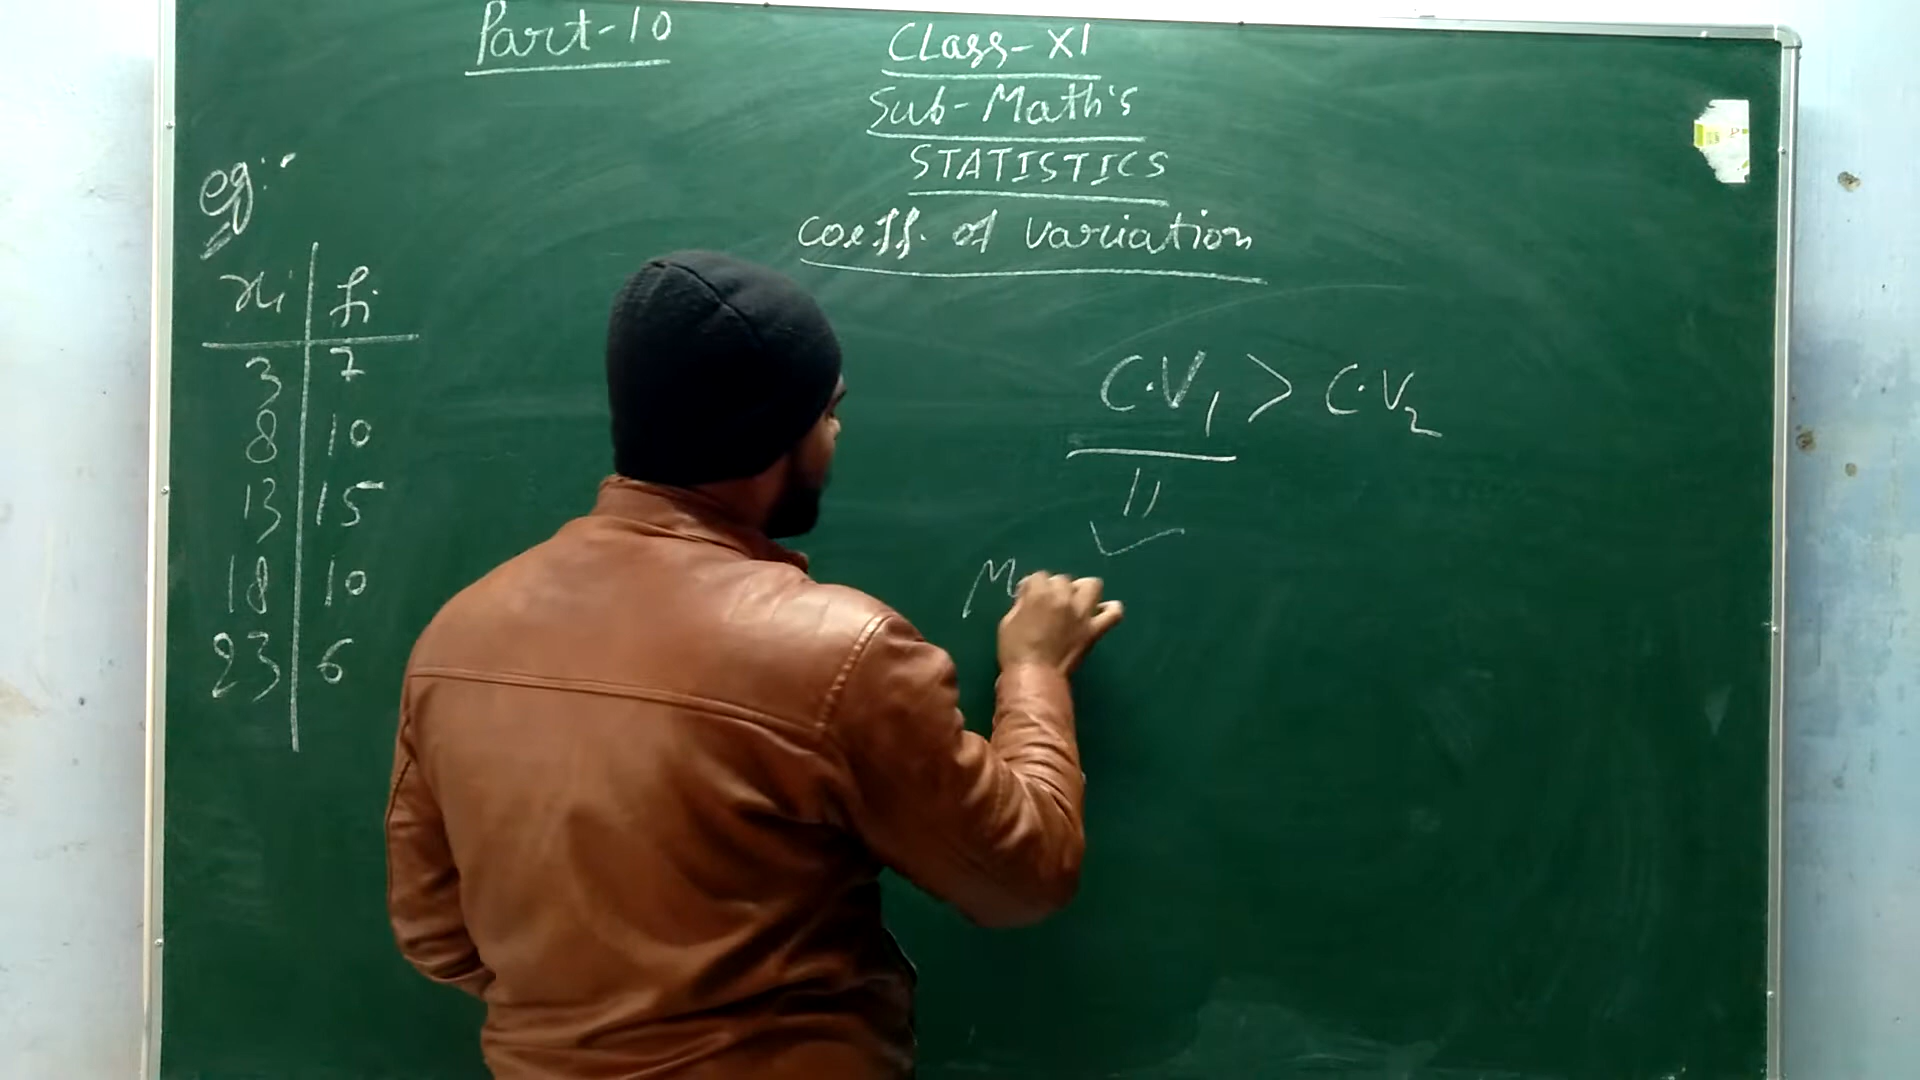 Part-10
Class-XI
Sub-Math's
STATISTICS
coeff. of variation
eg:-
xi fi
3 7
8 10
13 15
18 10
23 6
C.V1 > C.V2